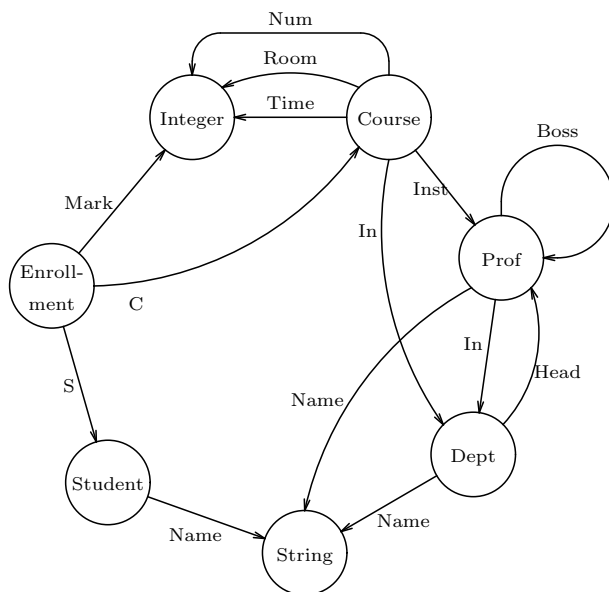 Num
Room
Integer
Time
Course
Boss
Mark
Inst
In
Enroll-
ment
C
Prof
In
Head
S
Name
Student
Dept
Name
Name
String